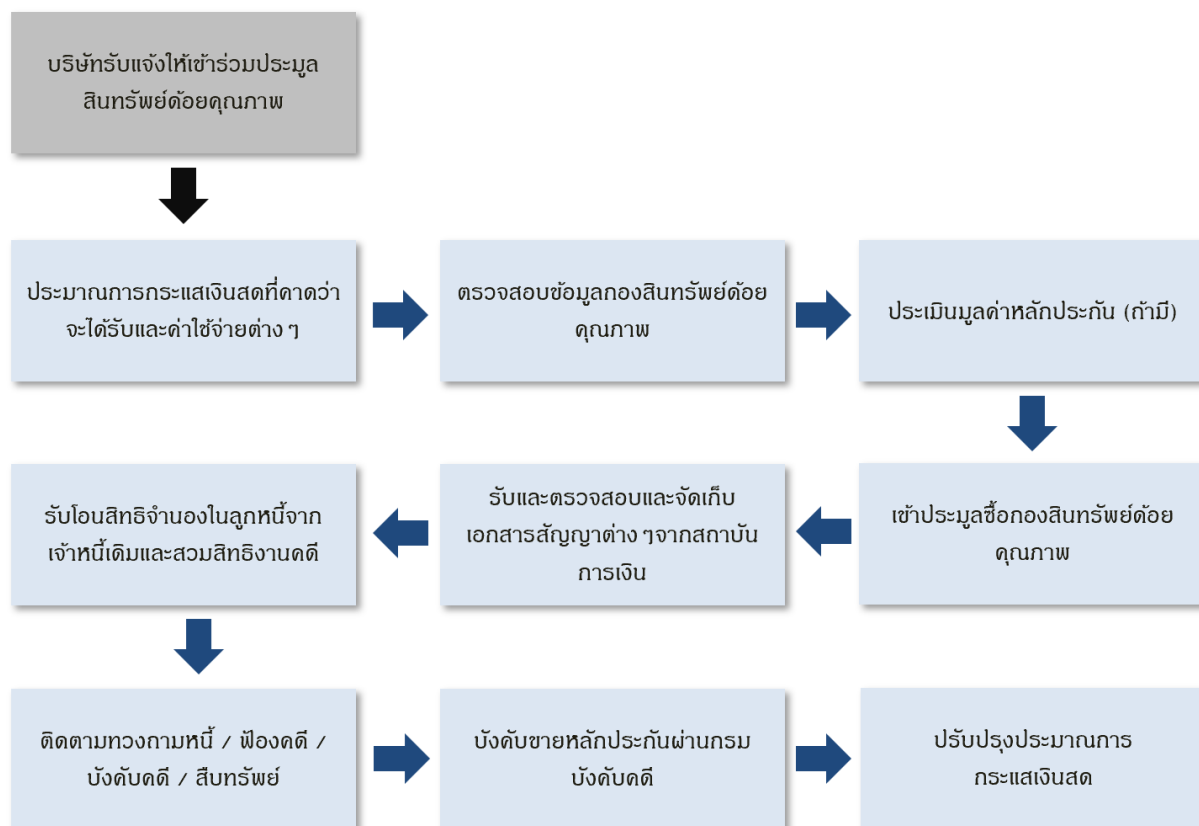 บริษัทรับแจ้งให้เข้าร่วมประมูล
สินทรัพย์ด้อยคุณภาพ
ประมาณการกระแสเงินสดที่คาดว่า
จะได้รับและค่าใช้จ่ายต่าง ๆ
ตรวจสอบข้อมูลกองสินทรัพย์ด้อย
คุณภาพ
ประเมินมูลค่าหลักประกัน (ถ้ามี)
เข้าประมูลซื้อกองสินทรัพย์ด้อย
คุณภาพ
รับและตรวจสอบและจัดเก็บ
เอกสารสัญญาต่าง ๆจากสถาบัน
การเงิน
รับโอนสิทธิจำนองในลูกหนี้จาก
เจ้าหนี้เดิมและสวมสิทธิงานคดี
ติดตามทวงถามหนี้ / ฟ้องคดี /
บังคับคดี / สืบทรัพย์
บังคับขายหลักประกันผ่านกรม
บังคับคดี
ปรับปรุงประมาณการ
กระแสเงินสด